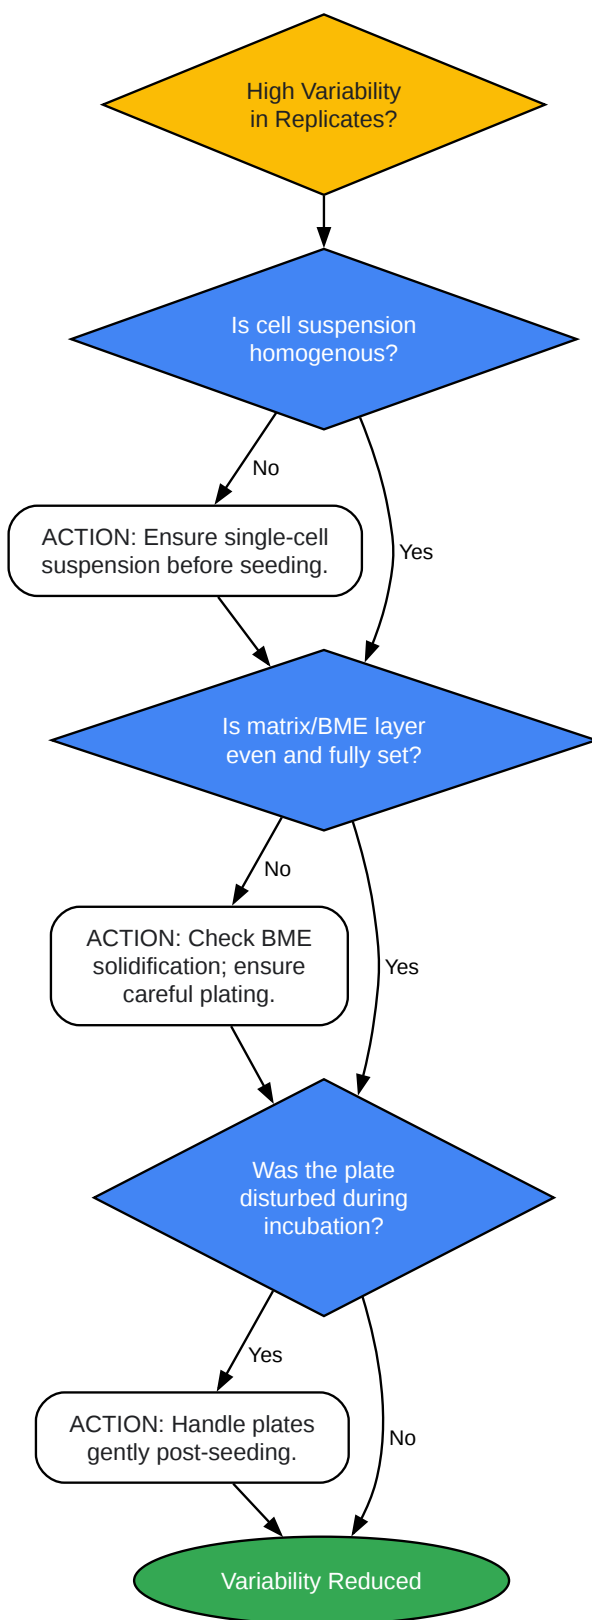 High Variability
in Replicates?
Is cell suspension
homogenous?
No
Yes
ACTION: Ensure single-cell
suspension before seeding.
Is matrix/BME layer
even and fully set?
No
Yes
ACTION: Check BME
solidification; ensure
careful plating.
Was the plate
disturbed during
incubation?
Yes
No
ACTION: Handle plates
gently post-seeding.
Variability Reduced